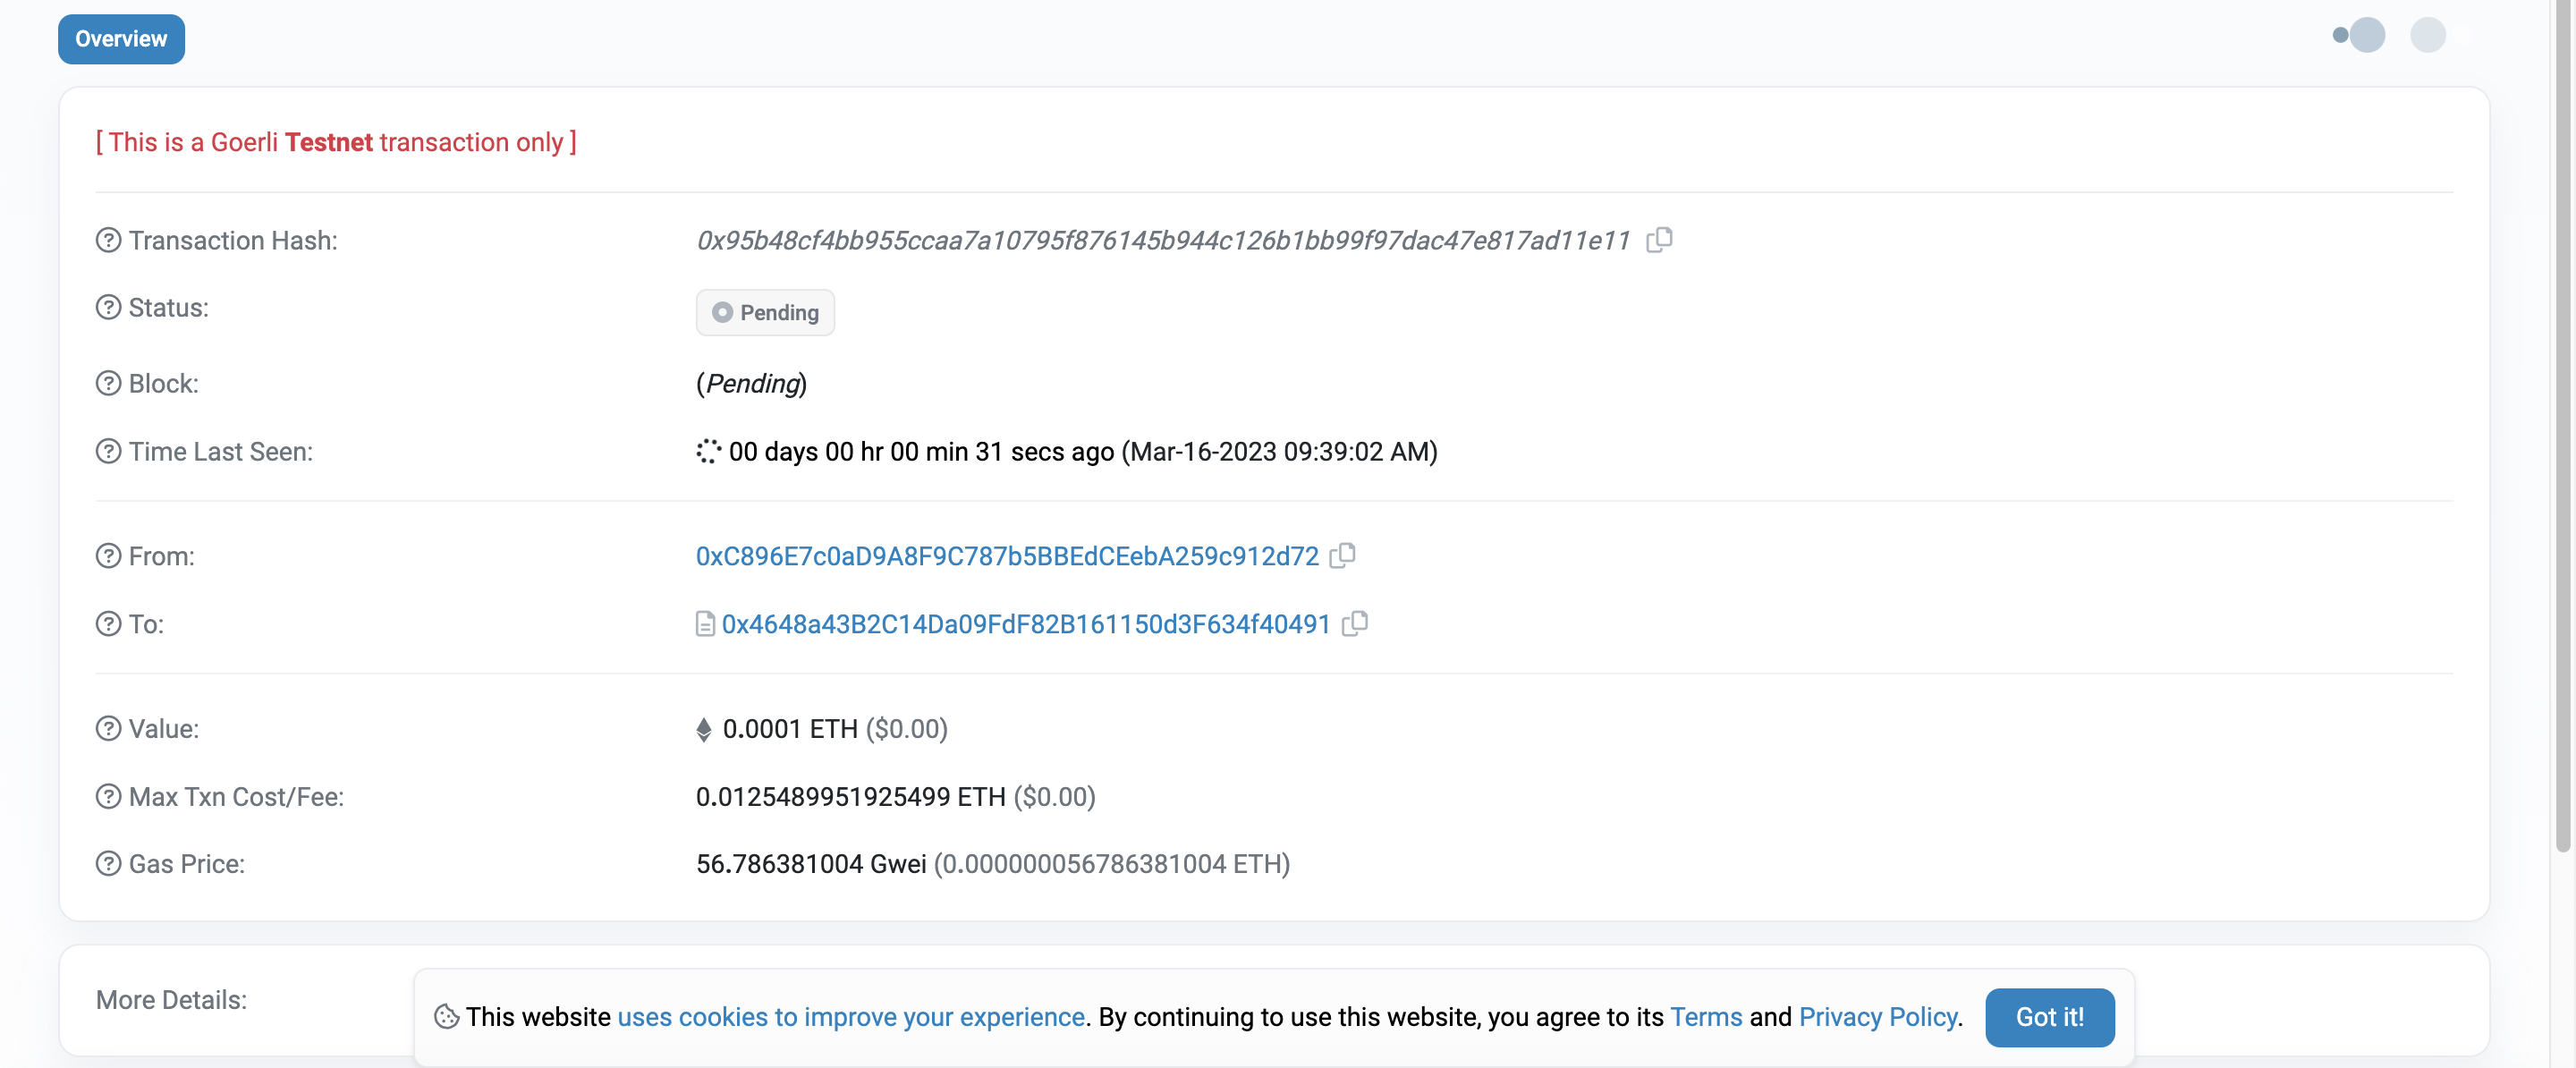 Overview
[ This is a Goerli Testnet transaction only ]
Transaction Hash: 0x95b48cf4bb955ccaa7a10795f876145b944c126b1bb99f97dac47e817ad11e11
Status: Pending
Block: (Pending)
Time Last Seen: 00 days 00 hr 00 min 31 secs ago (Mar-16-2023 09:39:02 AM)
From: 0xC896E7c0aD9A8F9C787b5BBEdCEebA259c912d72
To: 0x4648a43B2C14Da09FdF82B161150d3F634f40491
Value: 0.0001 ETH ($0.00)
Max Txn Cost/Fee: 0.0125489951925499 ETH ($0.00)
Gas Price: 56.786381004 Gwei (0.000000056786381004 ETH)
More Details:
This website uses cookies to improve your experience. By continuing to use this website, you agree to its Terms and Privacy Policy. Got it!